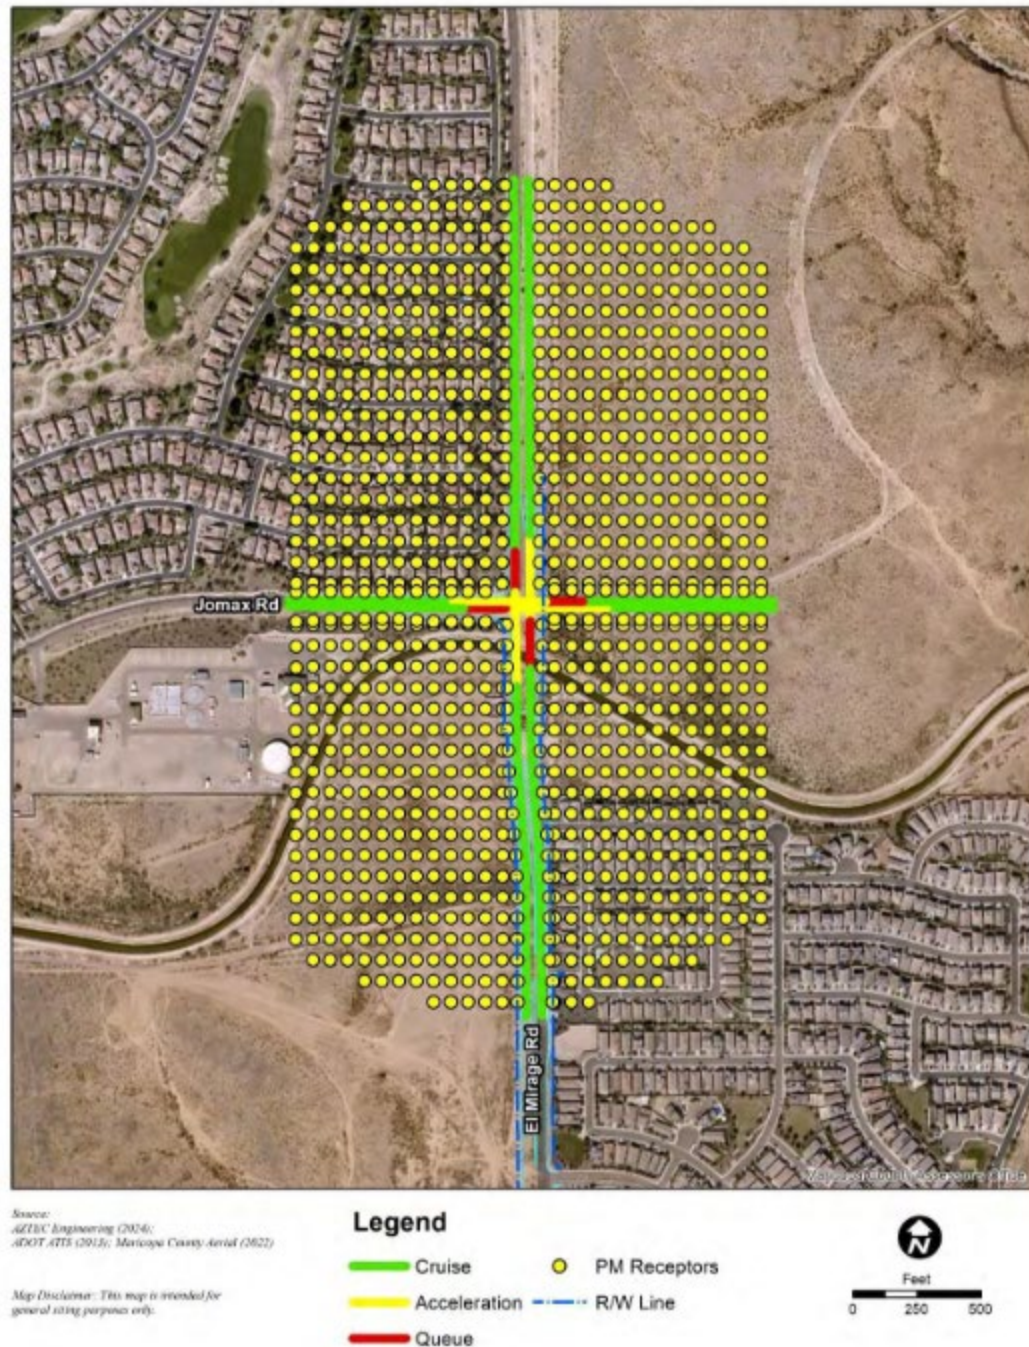 Jomax Rd
El Mirage Rd
Source:
AZTEC Engineering (2024);
ADOT ATIS (2013); Maricopa County Aerial (2022)
Map Disclaimer: This map is intended for
general siting purposes only.
Legend
Cruise
PM Receptors
Acceleration
R/W Line
Queue
N
Feet
0 250 500